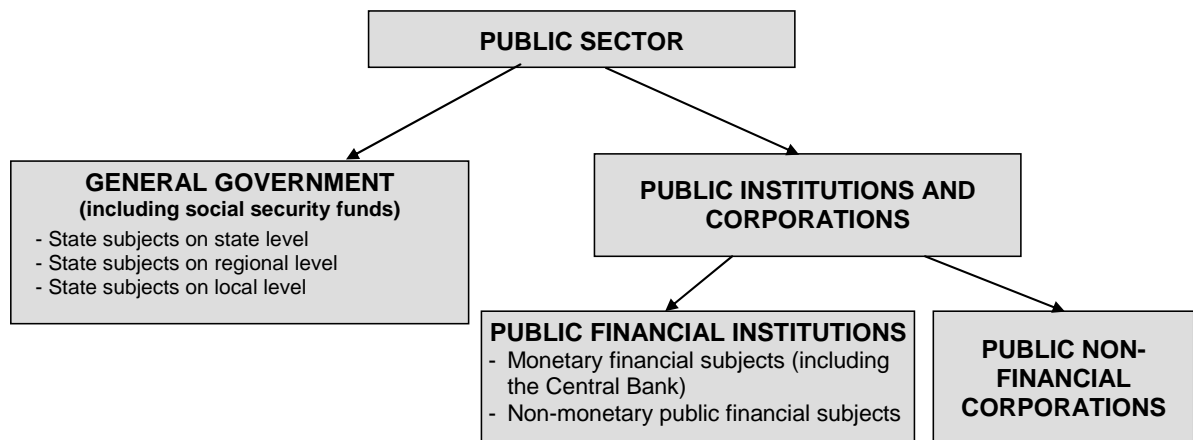 PUBLIC SECTOR
GENERAL GOVERNMENT
(including social security funds)
- State subjects on state level
- State subjects on regional level
- State subjects on local level
PUBLIC INSTITUTIONS AND
CORPORATIONS
PUBLIC FINANCIAL INSTITUTIONS
- Monetary financial subjects (including
the Central Bank)
- Non-monetary public financial subjects
PUBLIC NON-
FINANCIAL
CORPORATIONS